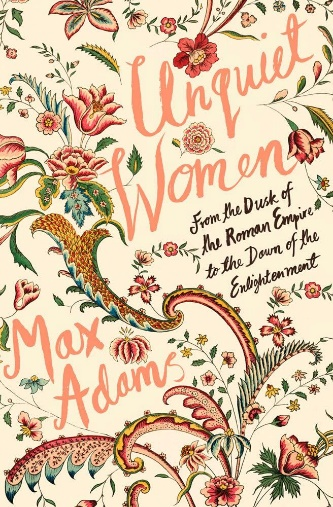 Unquiet
Women
From the Dusk of
the Roman Empire
to the Dawn of the
Enlightenment
Max
Adams